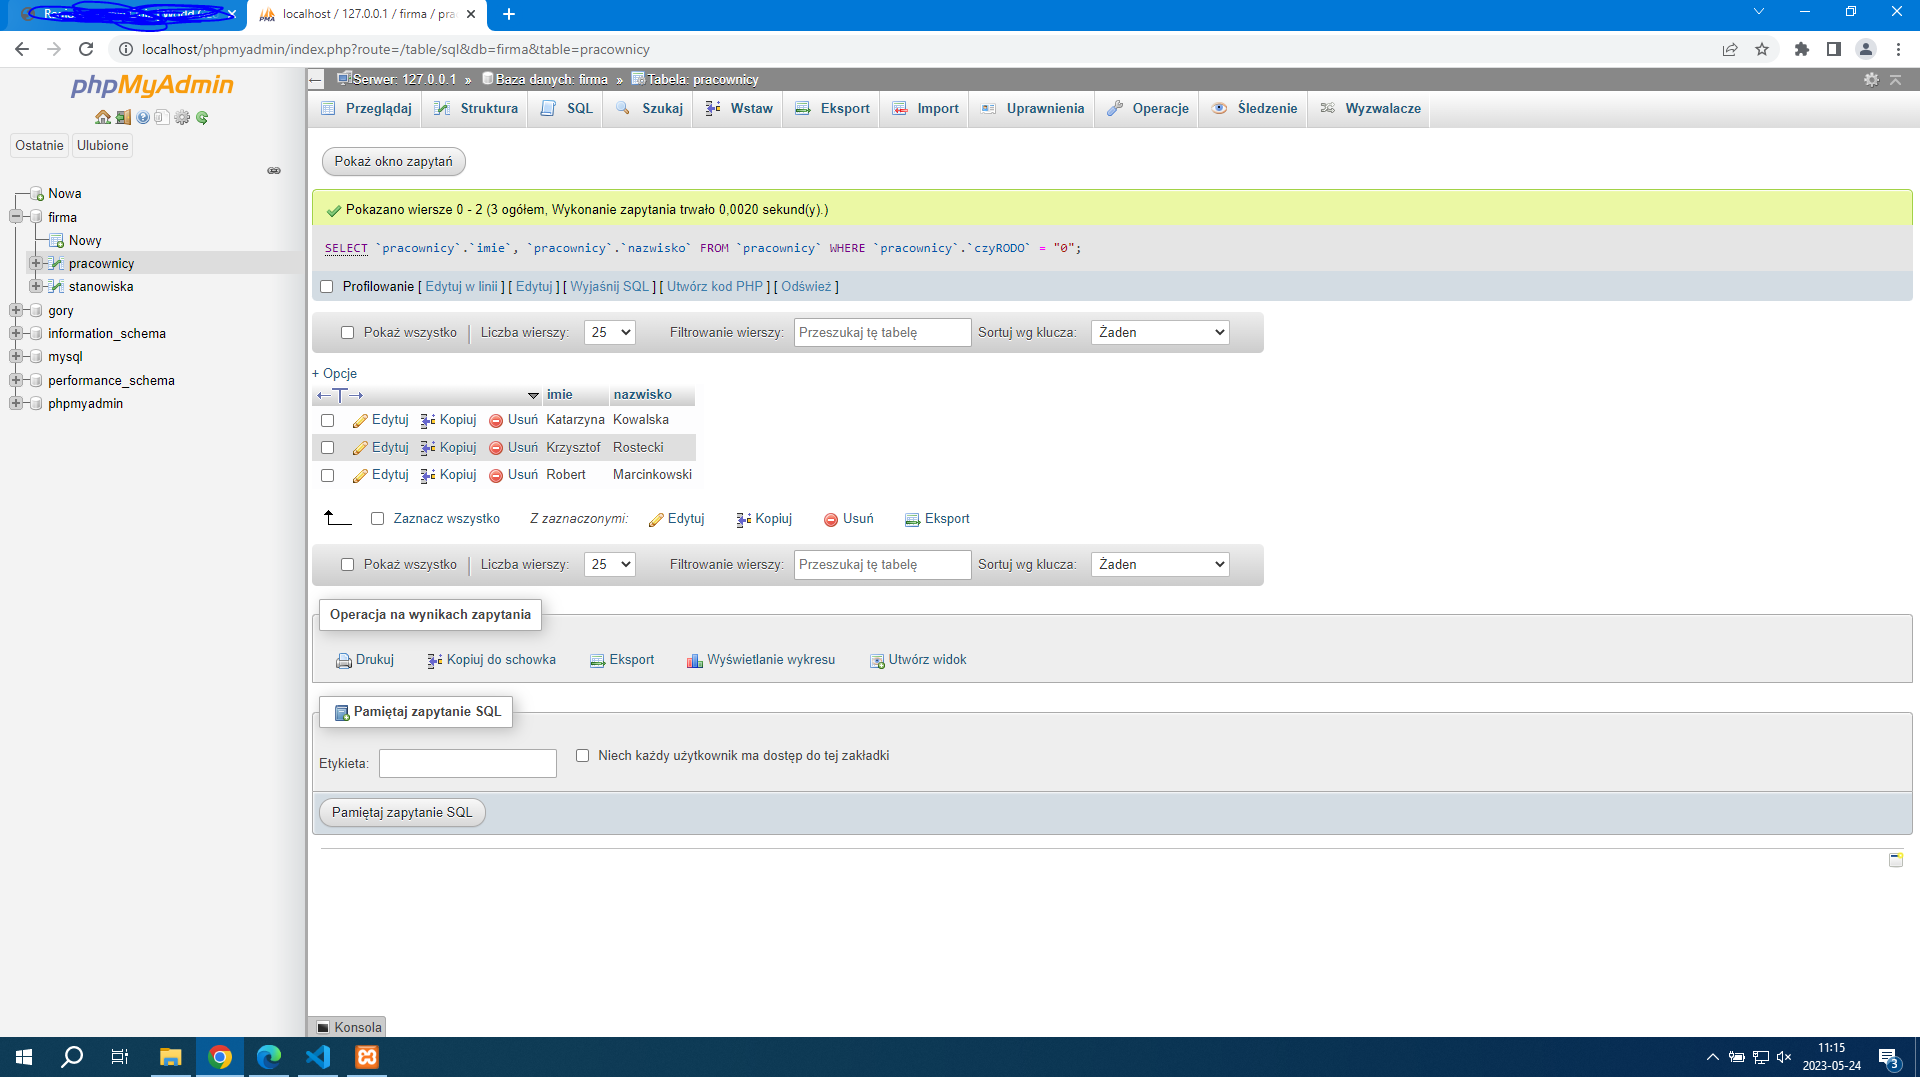 localhost / 127.0.0.1 / firma / pra
localhost/phpmyadmin/index.php?route=/table/sql&db=firma&table=pracownicy
phpMyAdmin
Ostatnie Ulubione
Nowa
firma
Nowy
pracownicy
stanowiska
gory
information_schema
mysql
performance_schema
phpmyadmin
Serwer: 127.0.0.1 » Baza danych: firma » Tabela: pracownicy
Przeglądaj Struktura SQL Szukaj Wstaw Eksport Import Uprawnienia Operacje Śledzenie Wyzwalacze
Pokaż okno zapytań
Pokazano wiersze 0 - 2 (3 ogółem, Wykonanie zapytania trwało 0,0020 sekund(y).)
SELECT `pracownicy`.`imie`, `pracownicy`.`nazwisko` FROM `pracownicy` WHERE `pracownicy`.`czyRODO` = "0";
Profilowanie [ Edytuj w linii ] [ Edytuj ] [ Wyjaśnij SQL ] [ Utwórz kod PHP ] [ Odśwież ]
Pokaż wszystko Liczba wierszy: 25 Filtrowanie wierszy: Przeszukaj tę tabelę Sortuj wg klucza: Żaden
+ Opcje
imie nazwisko
Edytuj Kopiuj Usuń Katarzyna Kowalska
Edytuj Kopiuj Usuń Krzysztof Rostecki
Edytuj Kopiuj Usuń Robert Marcinkowski
Zaznacz wszystko Z zaznaczonymi: Edytuj Kopiuj Usuń Eksport
Pokaż wszystko Liczba wierszy: 25 Filtrowanie wierszy: Przeszukaj tę tabelę Sortuj wg klucza: Żaden
Operacja na wynikach zapytania
Drukuj Kopiuj do schowka Eksport Wyświetlanie wykresu Utwórz widok
Pamiętaj zapytanie SQL
Etykieta: Niech każdy użytkownik ma dostęp do tej zakładki
Pamiętaj zapytanie SQL
Konsola
11:15
2023-05-24
3